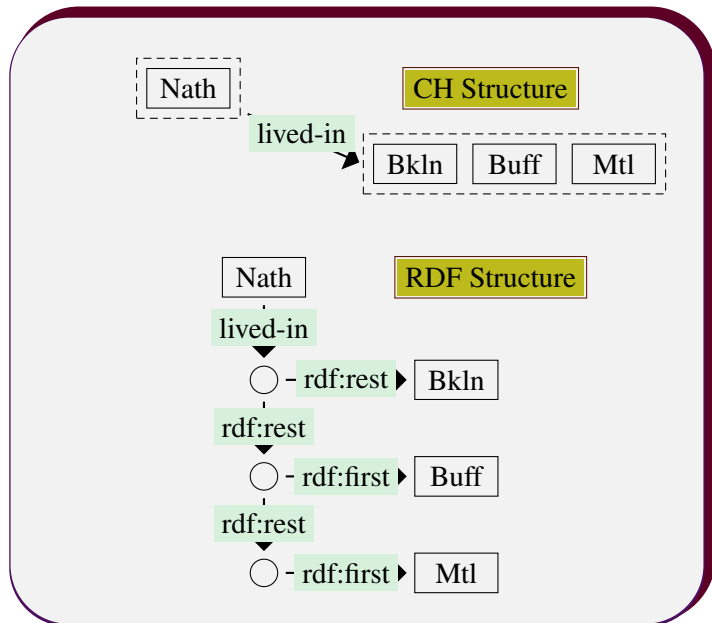 Nath
CH Structure
lived-in
Bkln Buff Mtl
Nath
RDF Structure
lived-in
rdf:rest Bkln
rdf:rest
rdf:first Buff
rdf:rest
rdf:first Mtl